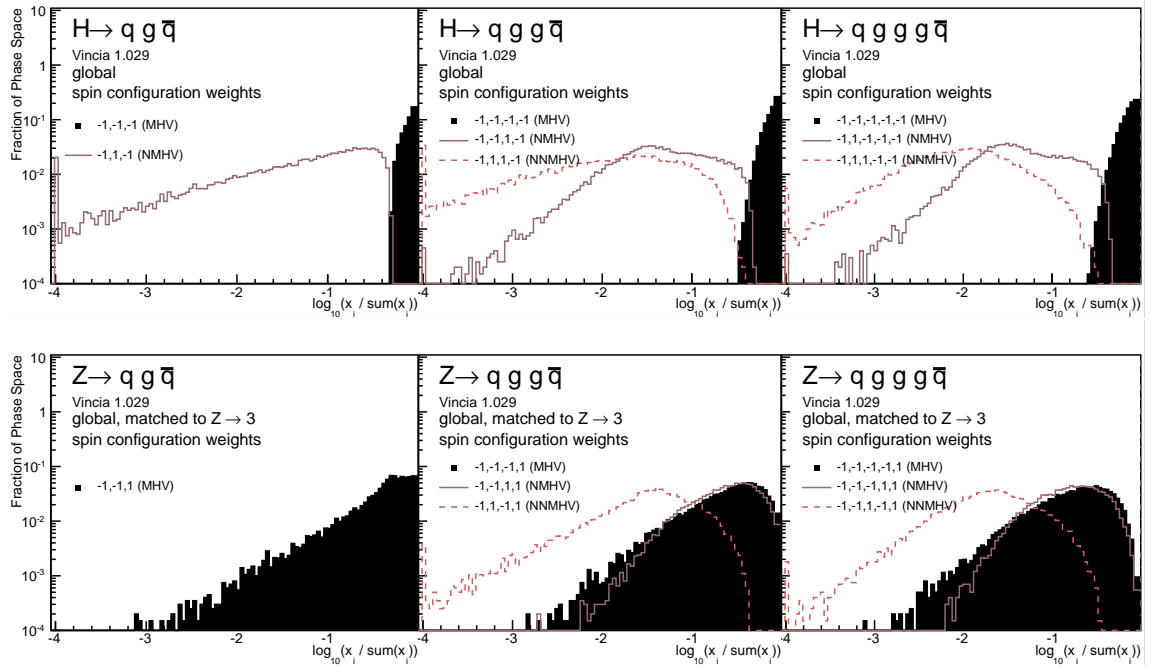 Fraction of Phase Space
10
1
10-1
10-2
10-3
10-4
H→ q g q̅
Vincia 1.029
global
spin configuration weights
-1,-1,-1 (MHV)
-1,1,-1 (NMHV)
-4 -3 -2 -1
log10(xi / sum(xi))
H→ q g g q̅
Vincia 1.029
global
spin configuration weights
-1,-1,-1,-1 (MHV)
-1,-1,1,-1 (NMHV)
-1,1,1,-1 (NNMHV)
-4 -3 -2 -1
log10(xi / sum(xi))
H→ q g g g q̅
Vincia 1.029
global
spin configuration weights
-1,-1,-1,-1,-1 (MHV)
-1,1,-1,-1,-1 (NMHV)
-1,1,1,-1,-1 (NNMHV)
-4 -3 -2 -1
log10(xi / sum(xi))
Fraction of Phase Space
10
1
10-1
10-2
10-3
10-4
Z→ q g q̅
Vincia 1.029
global, matched to Z → 3
spin configuration weights
-1,-1,1 (MHV)
-4 -3 -2 -1
log10(xi / sum(xi))
Z→ q g g q̅
Vincia 1.029
global, matched to Z → 3
spin configuration weights
-1,-1,-1,1 (MHV)
-1,-1,1,1 (NMHV)
-1,1,-1,1 (NNMHV)
-4 -3 -2 -1
log10(xi / sum(xi))
Z→ q g g g q̅
Vincia 1.029
global, matched to Z → 3
spin configuration weights
-1,-1,-1,-1,1 (MHV)
-1,-1,-1,1,1 (NMHV)
-1,-1,1,-1,1 (NNMHV)
-4 -3 -2 -1
log10(xi / sum(xi))